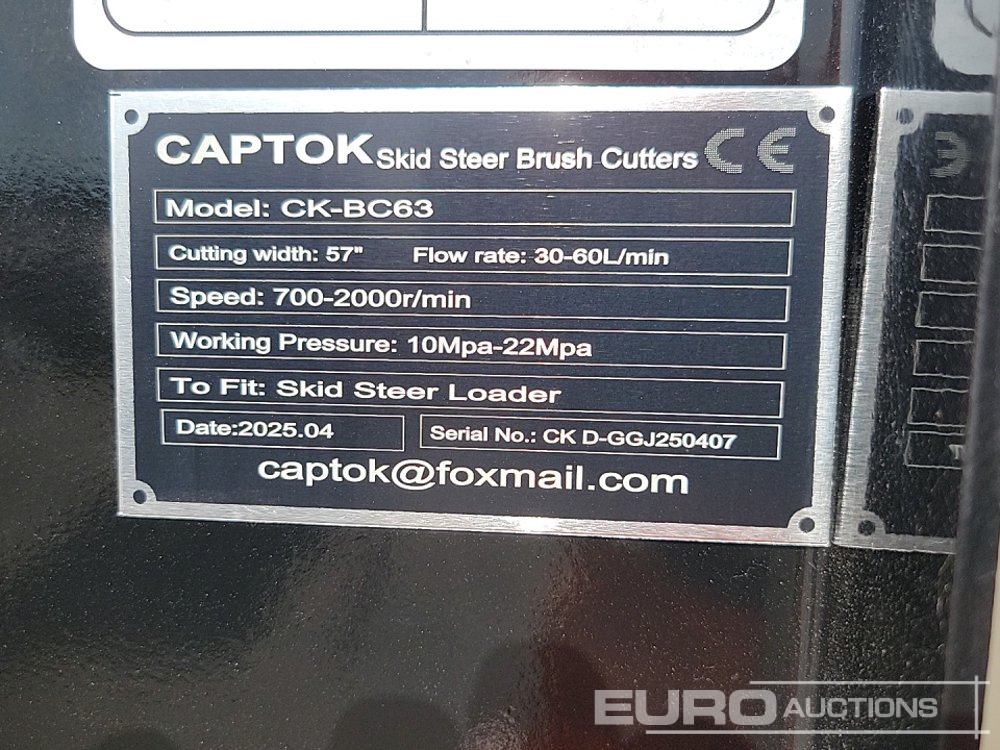 CAPTOK Skid Steer Brush Cutters CE
Model: CK-BC63
Cutting width: 57" Flow rate: 30-60L/min
Speed: 700-2000r/min
Working Pressure: 10Mpa-22Mpa
To Fit: Skid Steer Loader
Date:2025.04 Serial No.: CK D-GGJ250407
captok@foxmail.com
EURO AUCTIONS